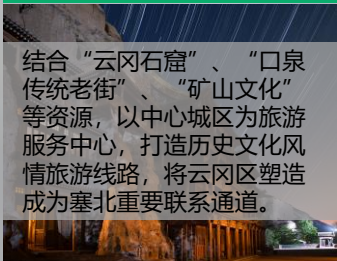 结合“云冈石窟”、“口泉
传统老街”、“矿山文化”
等资源，以中心城区为旅游
服务中心，打造历史文化风
情旅游线路，将云冈区塑造
成为塞北重要联系通道。